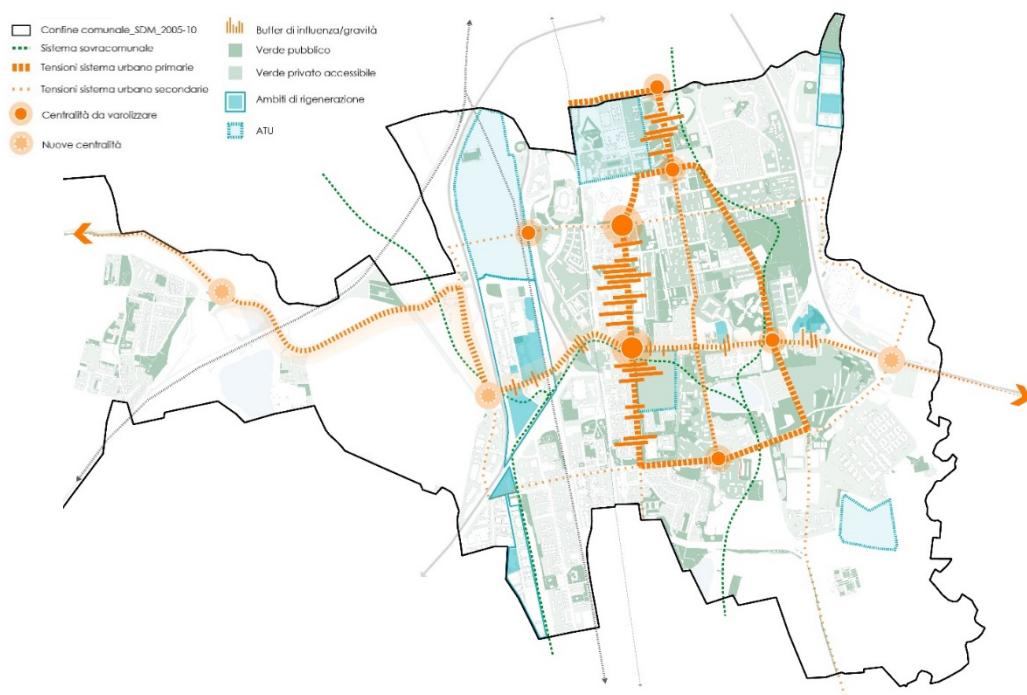 Confine comunale_SDM_2005-10
Sistema sovracomunale
Tensioni sistema urbano primarie
Tensioni sistema urbano secondarie
Centralità da varolizzare
Nuove centralità
Buffer di influenza/gravità
Verde pubblico
Verde privato accessibile
Ambiti di rigenerazione
ATU